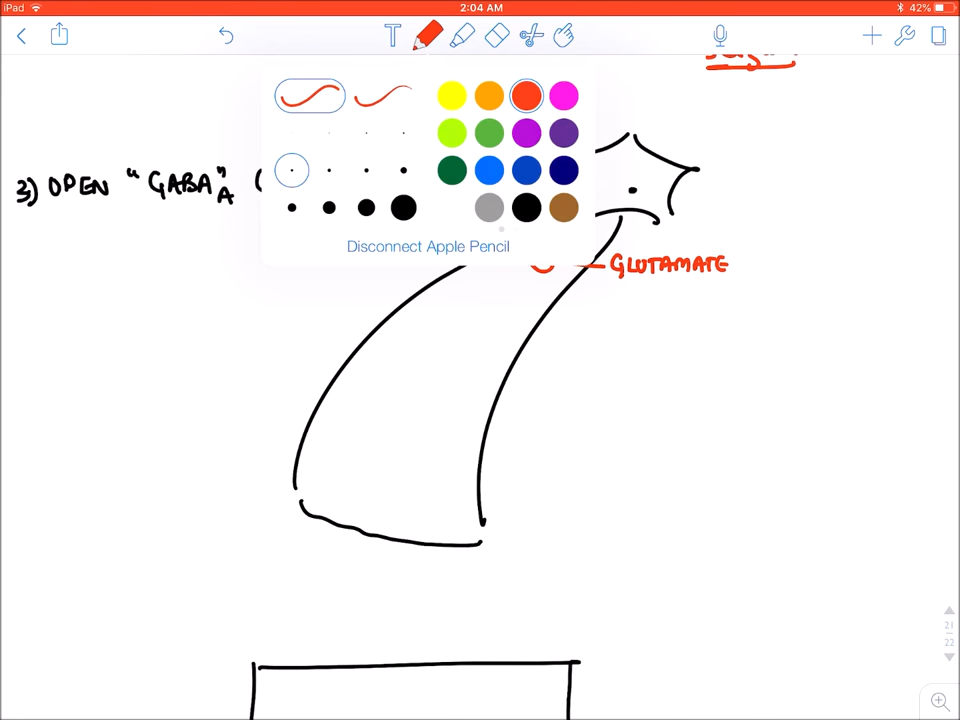 iPad 2:04 AM 42%
T
3) OPEN "GABA"A (
Disconnect Apple Pencil
GLUTAMATE
21
22